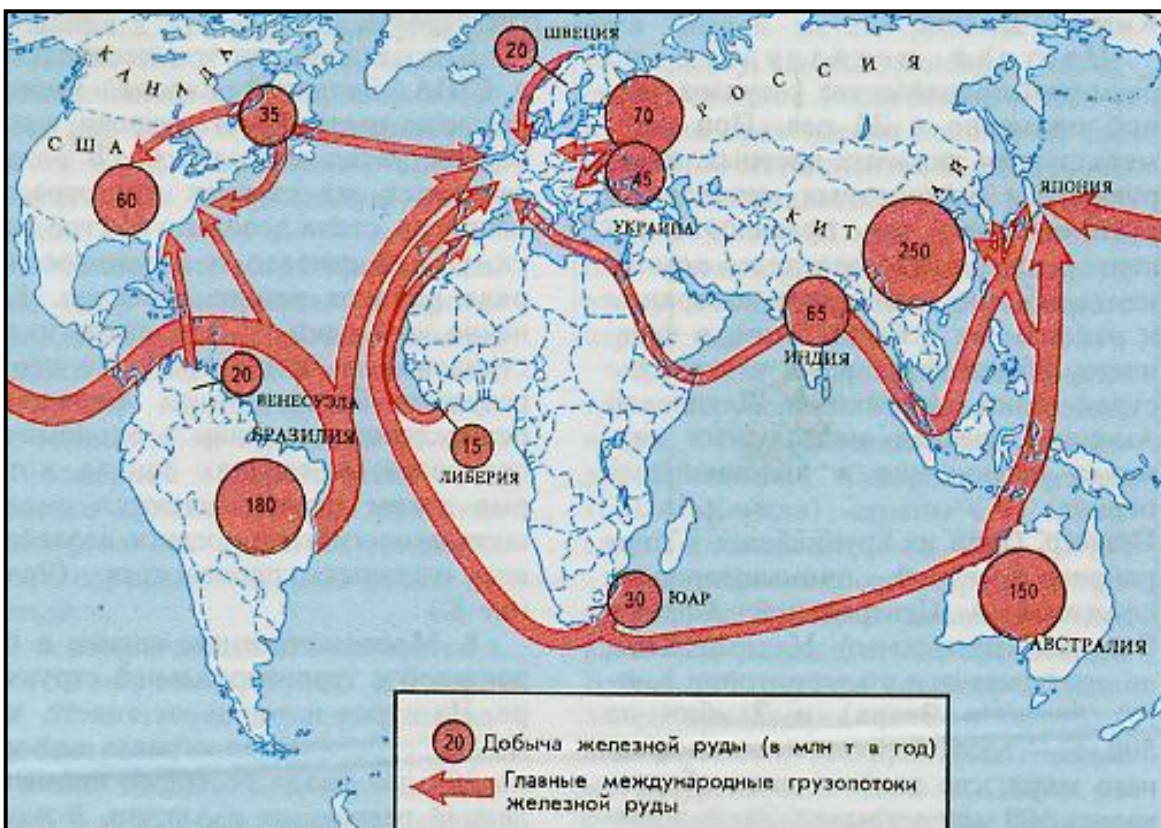 ШВЕЦИЯ
20
КАНАДА
35
70
РОССИЯ
США
60
45
УКРАИНА
КИТАЙ
250
ЯПОНИЯ
65
ИНДИЯ
20
ВЕНЕСУЭЛА
БРАЗИЛИЯ
180
15
ЛИБЕРИЯ
30
ЮАР
150
АВСТРАЛИЯ
20 Добыча железной руды (в млн т в год)
Главные международные грузопотоки
железной руды